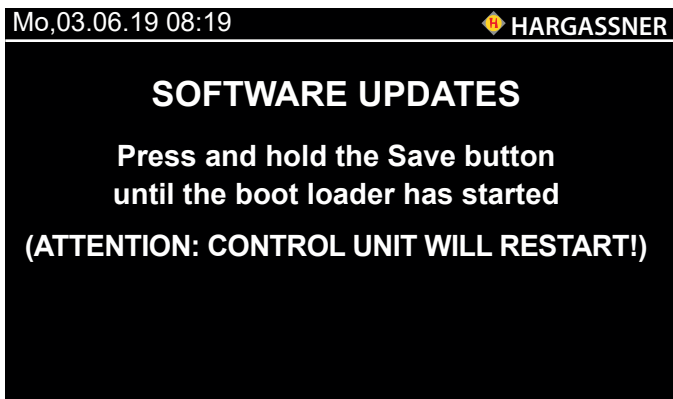 Mo,03.06.19 08:19 H HARGASSNER
SOFTWARE UPDATES
Press and hold the Save button
until the boot loader has started
(ATTENTION: CONTROL UNIT WILL RESTART!)